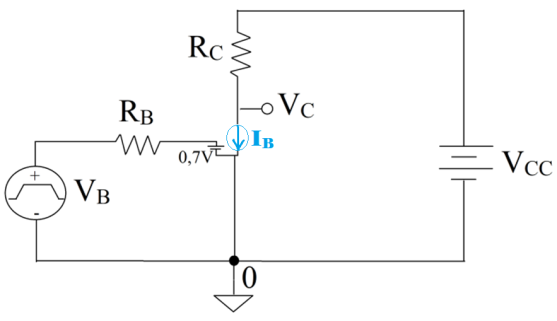 RC
VC
RB
IB
0,7V
+
VB
-
VCC
0